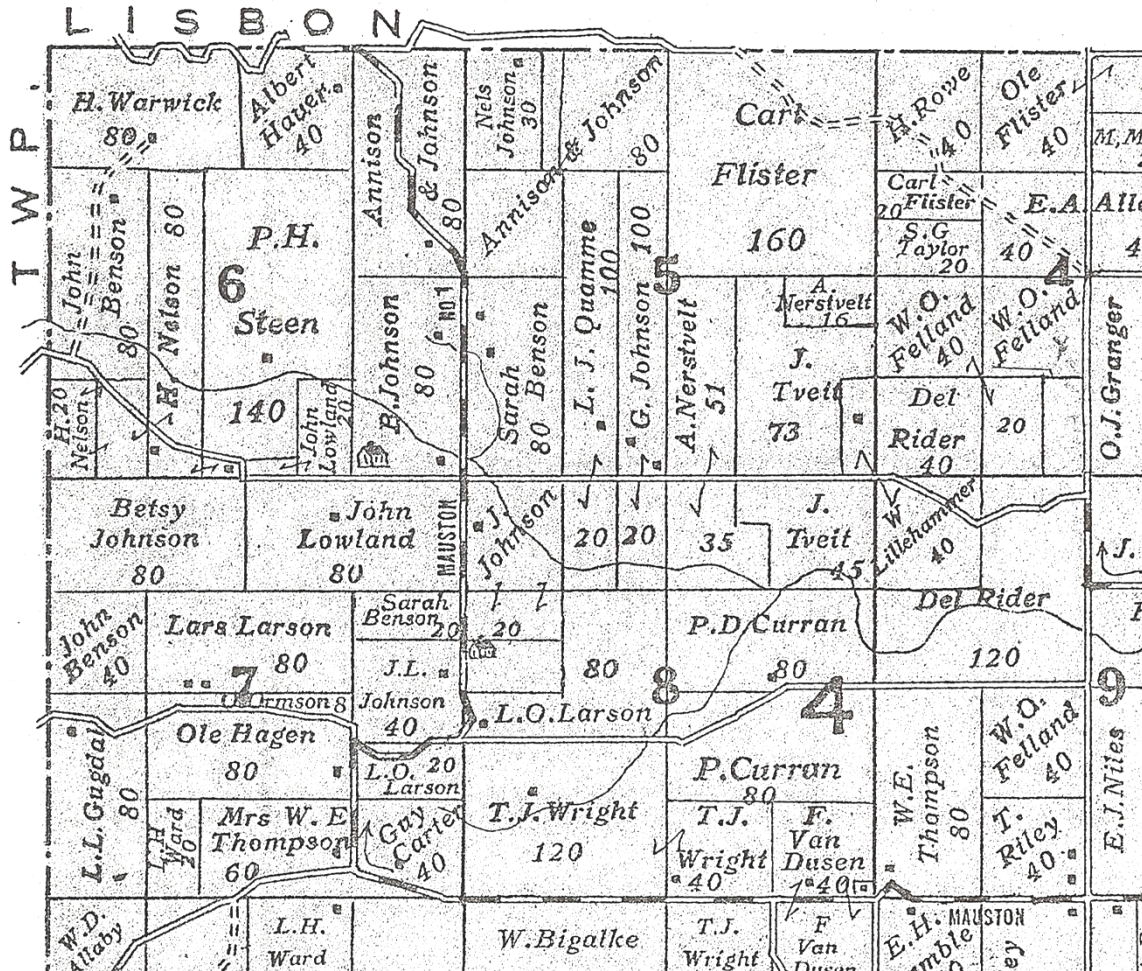 LISBON
TWP.
H. Warwick
80
Albert
Hauer
40
Annison
& Johnson
80
Nels
Johnson
30
Annison & Johnson
80
Carl
Flister
160
H. Rowe
40
Ole
Flister
40
M, M
John
Benson
80
H Nelson 80
P.H.
Steen
140
6
5
4
Carl
Flister
20
S.G
Taylor
20
E.A. Alle
40
4
L. J. Quamme
100
G. Johnson 100
A. Nerstvelt
51
A.
Nerstvelt
16
J.
Tveit
73
W.O.
Felland
40
W.O.
Felland
O.J. Granger
B. Johnson
80
NO 1
Sarah
Benson
80
H. 20
Nelson
John
Lowland
20
Del
Rider
40
20
Betsy
Johnson
80
John
Lowland
80
MAUSTON
J.
Johnson
20
20
35
J.
Tveit
45
W
Lillehammer
40
J.
John
Benson
40
Lars Larson
80
Sarah
Benson
20
20
80
P.D. Curran
80
Del Rider
120
7
8
4
9
O. Ormson 8
J.L.
Johnson
40
L.O. Larson
L.L. Gugdal
80
Ole Hagen
80
L.O. 20
Larson
P. Curran
80
W.E.
Thompson
80
W.O.
Felland
40
E.J. Niles
L H
Ward
20
Mrs W. E
Thompson
60
Guy
Carter
40
T.J. Wright
120
T.J.
Wright
40
F.
Van
Dusen
40
T.
Riley
40
W.D.
Allaby
L.H.
Ward
W. Bigalke
T.J.
Wright
F
Van
Dusen
E.H.
MAUSTON